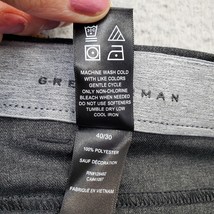 MACHINE WASH COLD
WITH LIKE COLORS
GENTLE CYCLE
ONLY NON-CHLORINE
BLEACH WHEN NEEDED
DO NOT USE SOFTENERS
TUMBLE DRY LOW
COOL IRON
GRE MAN
40/30
100% POLYESTER
SAUF DÉCORATION
FABRIQUÉ EN VIETNAM